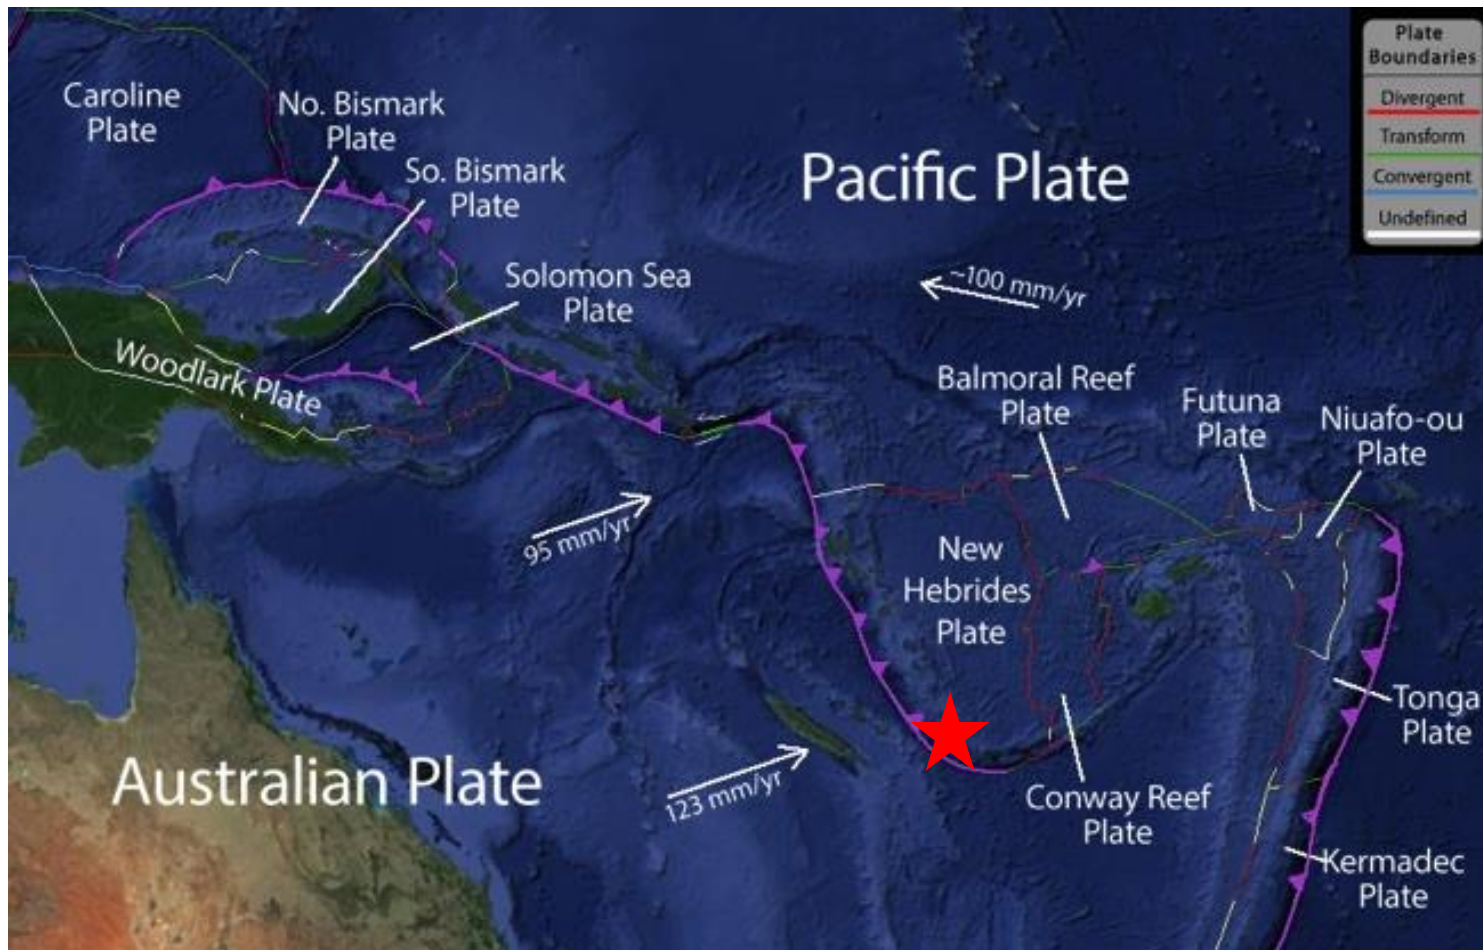 Plate
Boundaries
Divergent
Transform
Convergent
Undefined
Caroline
Plate
No. Bismark
Plate
So. Bismark
Plate
Pacific Plate
Solomon Sea
Plate
~100 mm/yr
Woodlark Plate
Balmoral Reef
Plate
Futuna
Plate
Niuafo-ou
Plate
95 mm/yr
New
Hebrides
Plate
Tonga
Plate
Australian Plate
123 mm/yr
Conway Reef
Plate
Kermadec
Plate